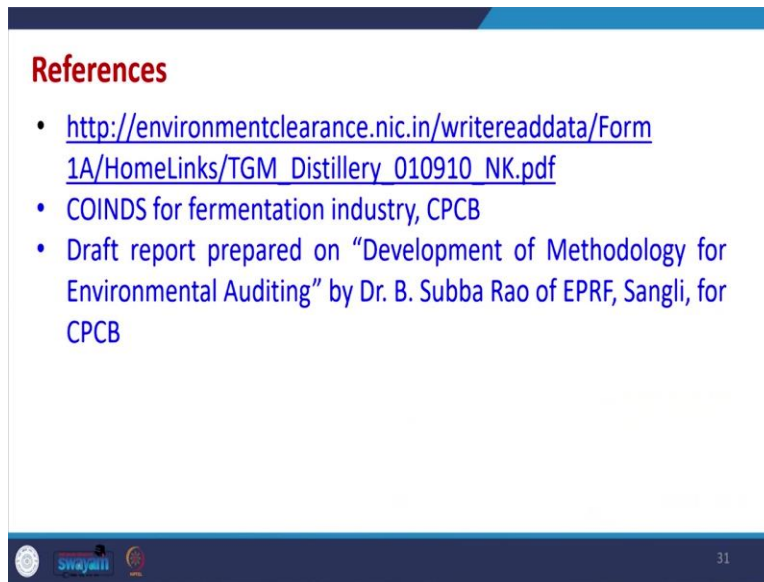 References
• http://environmentclearance.nic.in/writereaddata/Form
1A/HomeLinks/TGM_Distillery_010910_NK.pdf
• COINDS for fermentation industry, CPCB
• Draft report prepared on “Development of Methodology for
Environmental Auditing” by Dr. B. Subba Rao of EPRF, Sangli, for
CPCB
swayam
31